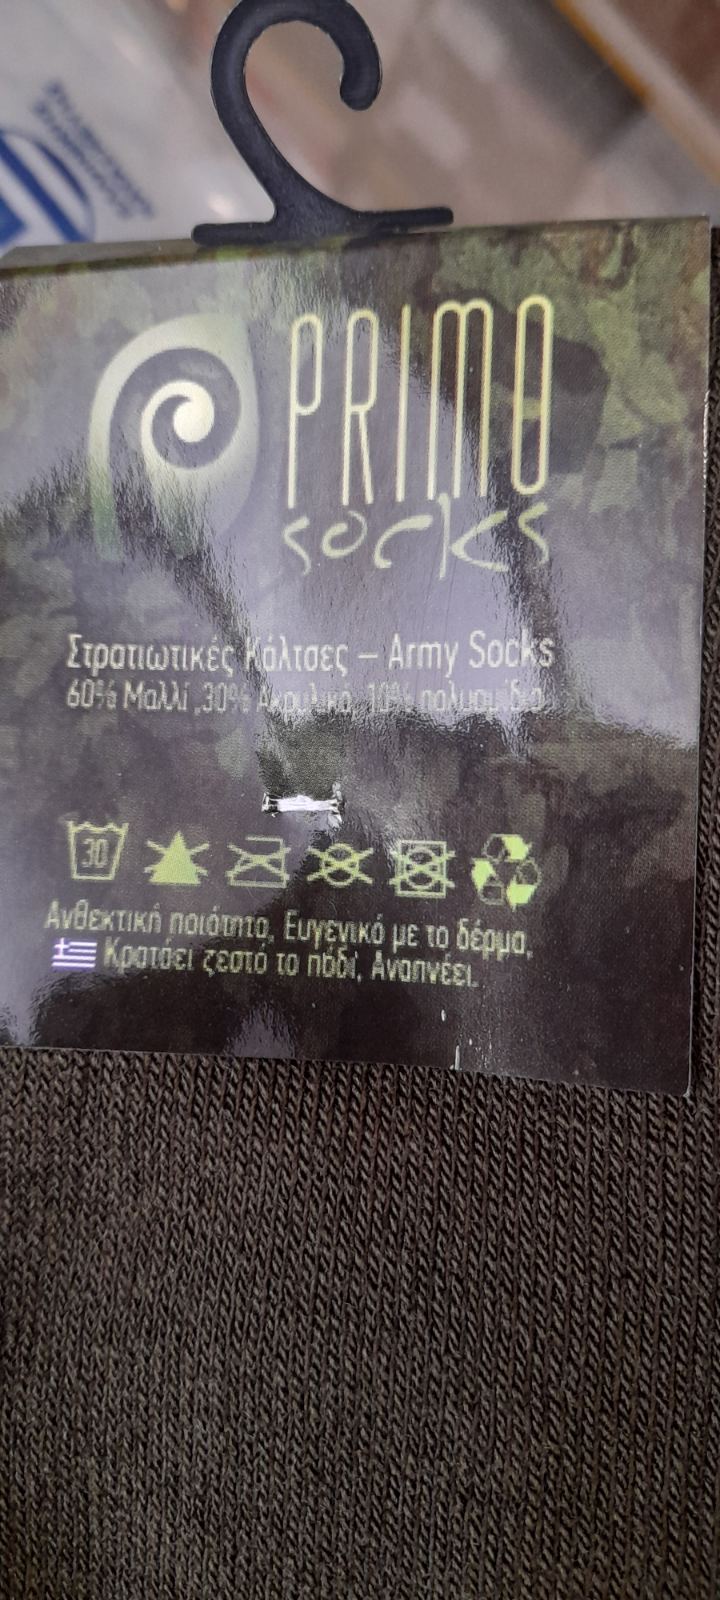 PRIMO
socks
Στρατιωτικές Κάλτσες – Army Socks
60% Μαλλί ,30% Ακρυλικό, 10% πολυαμίδιο
30
Ανθεκτική ποιότητα, Ευγενικό με το δέρμα,
Κρατάει ζεστό το πόδι, Αναπνέει.